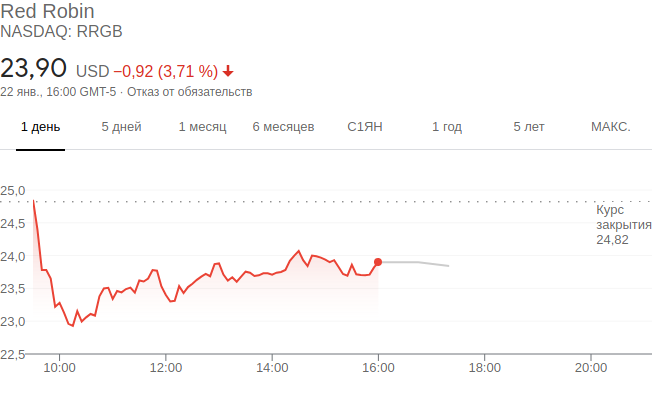 Red Robin
NASDAQ: RRGB
23,90 USD −0,92 (3,71 %)
22 янв., 16:00 GMT-5 · Отказ от обязательств
1 день 5 дней 1 месяц 6 месяцев С1ЯН 1 год 5 лет МАКС.
25,0
Курс
закрытия
24,82
24,5
24,0
23,5
23,0
22,5
10:00 12:00 14:00 16:00 18:00 20:00